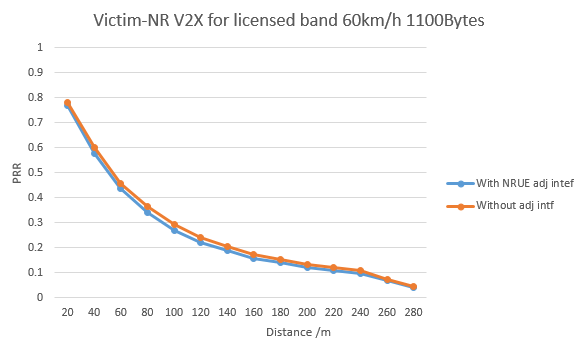 Victim-NR V2X for licensed band 60km/h 1100Bytes
1
0.9
0.8
0.7
0.6
0.5
0.4
0.3
0.2
0.1
0
PRR
20 40 60 80 100 120 140 160 180 200 220 240 260 280
Distance /m
With NRUE adj intef
Without adj intf